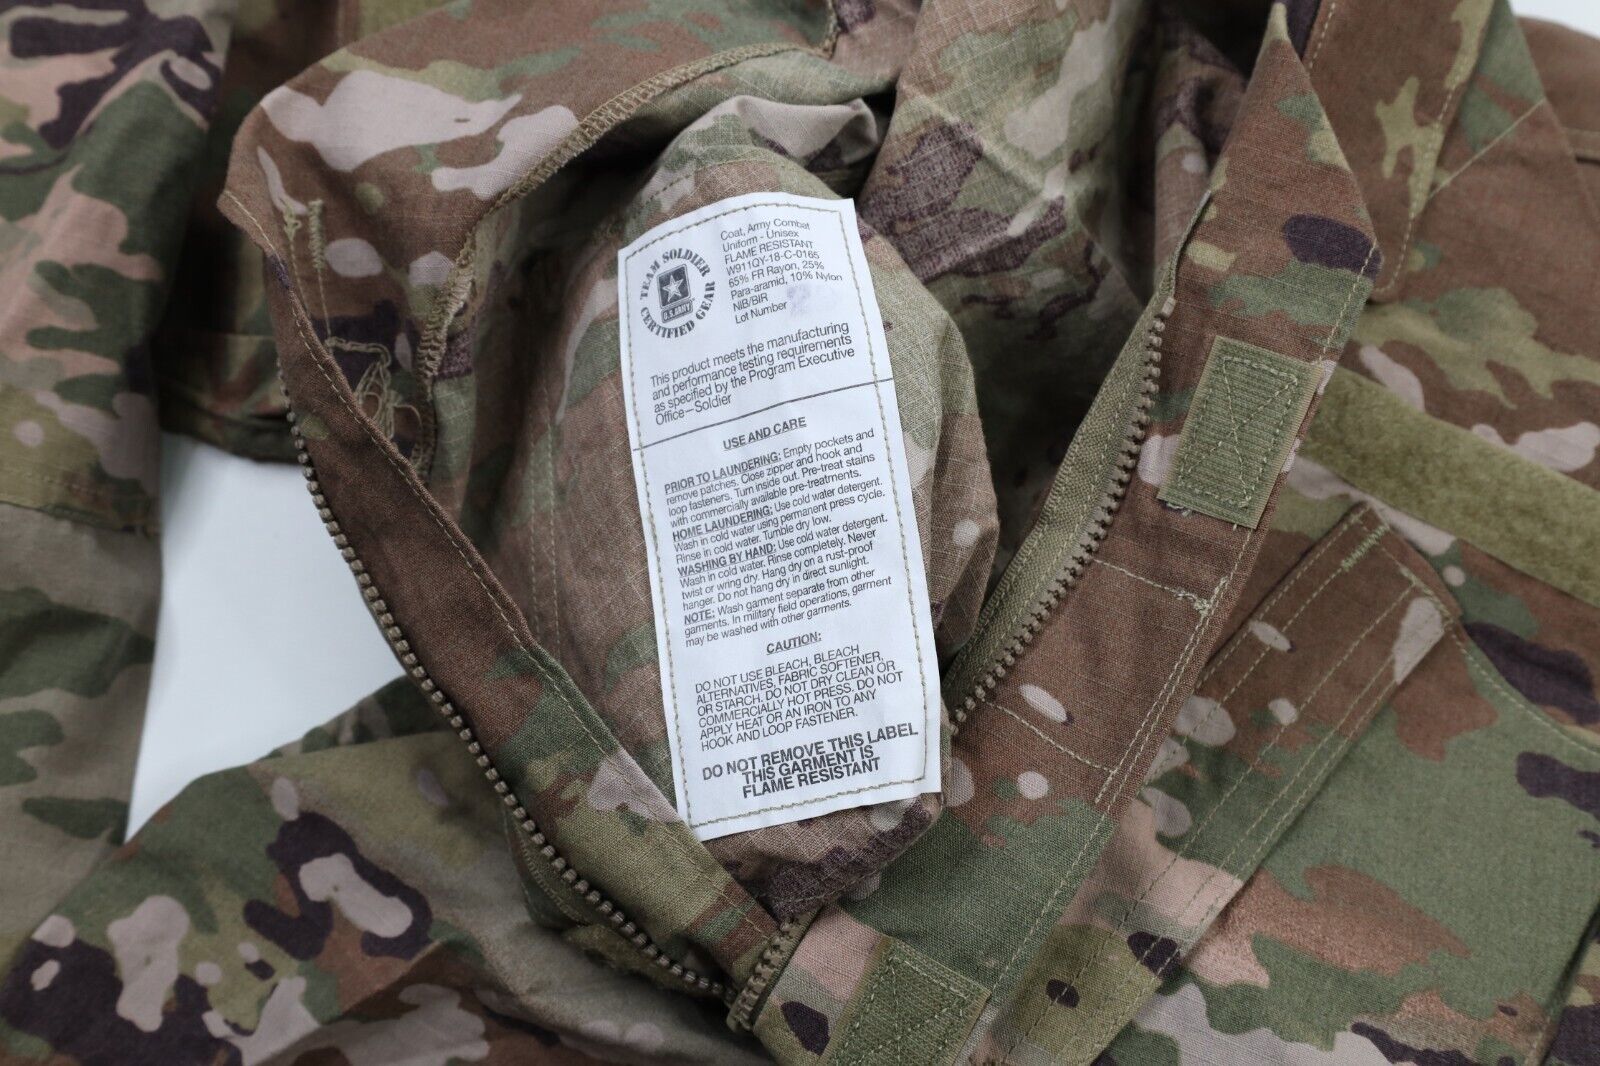 TEAM SOLDIER
CERTIFIED GEAR
U.S. ARMY
Coat, Army Combat
Uniform - Unisex
FLAME RESISTANT
W911QY-18-C-0165
65% FR Rayon, 25%
Para-aramid, 10% Nylon
NIB/BIR
Lot Number
This product meets the manufacturing
and performance testing requirements
as specified by the Program Executive
Office—Soldier
USE AND CARE
PRIOR TO LAUNDERING: Empty pockets and
remove patches. Close zipper and hook and
loop fasteners. Turn inside out. Pre-treat stains
with commercially available pre-treatments.
HOME LAUNDERING: Use cold water detergent.
Wash in cold water using permanent press cycle.
Rinse in cold water. Tumble dry low.
WASHING BY HAND: Use cold water detergent.
Wash in cold water. Rinse completely. Never
twist or wring dry. Hang dry on a rust-proof
hanger. Do not hang dry in direct sunlight.
NOTE: Wash garment separate from other
garments. In military field operations, garment
may be washed with other garments.
CAUTION:
DO NOT USE BLEACH, BLEACH
ALTERNATIVES, FABRIC SOFTENER,
OR STARCH. DO NOT DRY CLEAN OR
COMMERCIALLY HOT PRESS. DO NOT
APPLY HEAT OR AN IRON TO ANY
HOOK AND LOOP FASTENER.
DO NOT REMOVE THIS LABEL
THIS GARMENT IS
FLAME RESISTANT